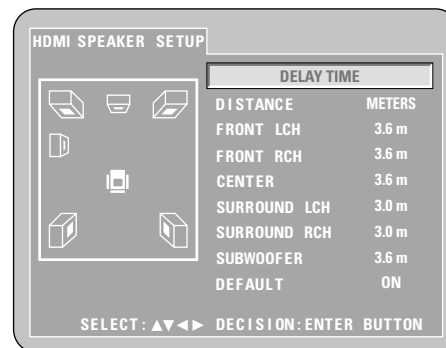 HDMI SPEAKER SETUP
DELAY TIME
DISTANCE METERS
FRONT LCH 3.6 m
FRONT RCH 3.6 m
CENTER 3.6 m
SURROUND LCH 3.0 m
SURROUND RCH 3.0 m
SUBWOOFER 3.6 m
DEFAULT ON
SELECT: ▲▼◄► DECISION:ENTER BUTTON